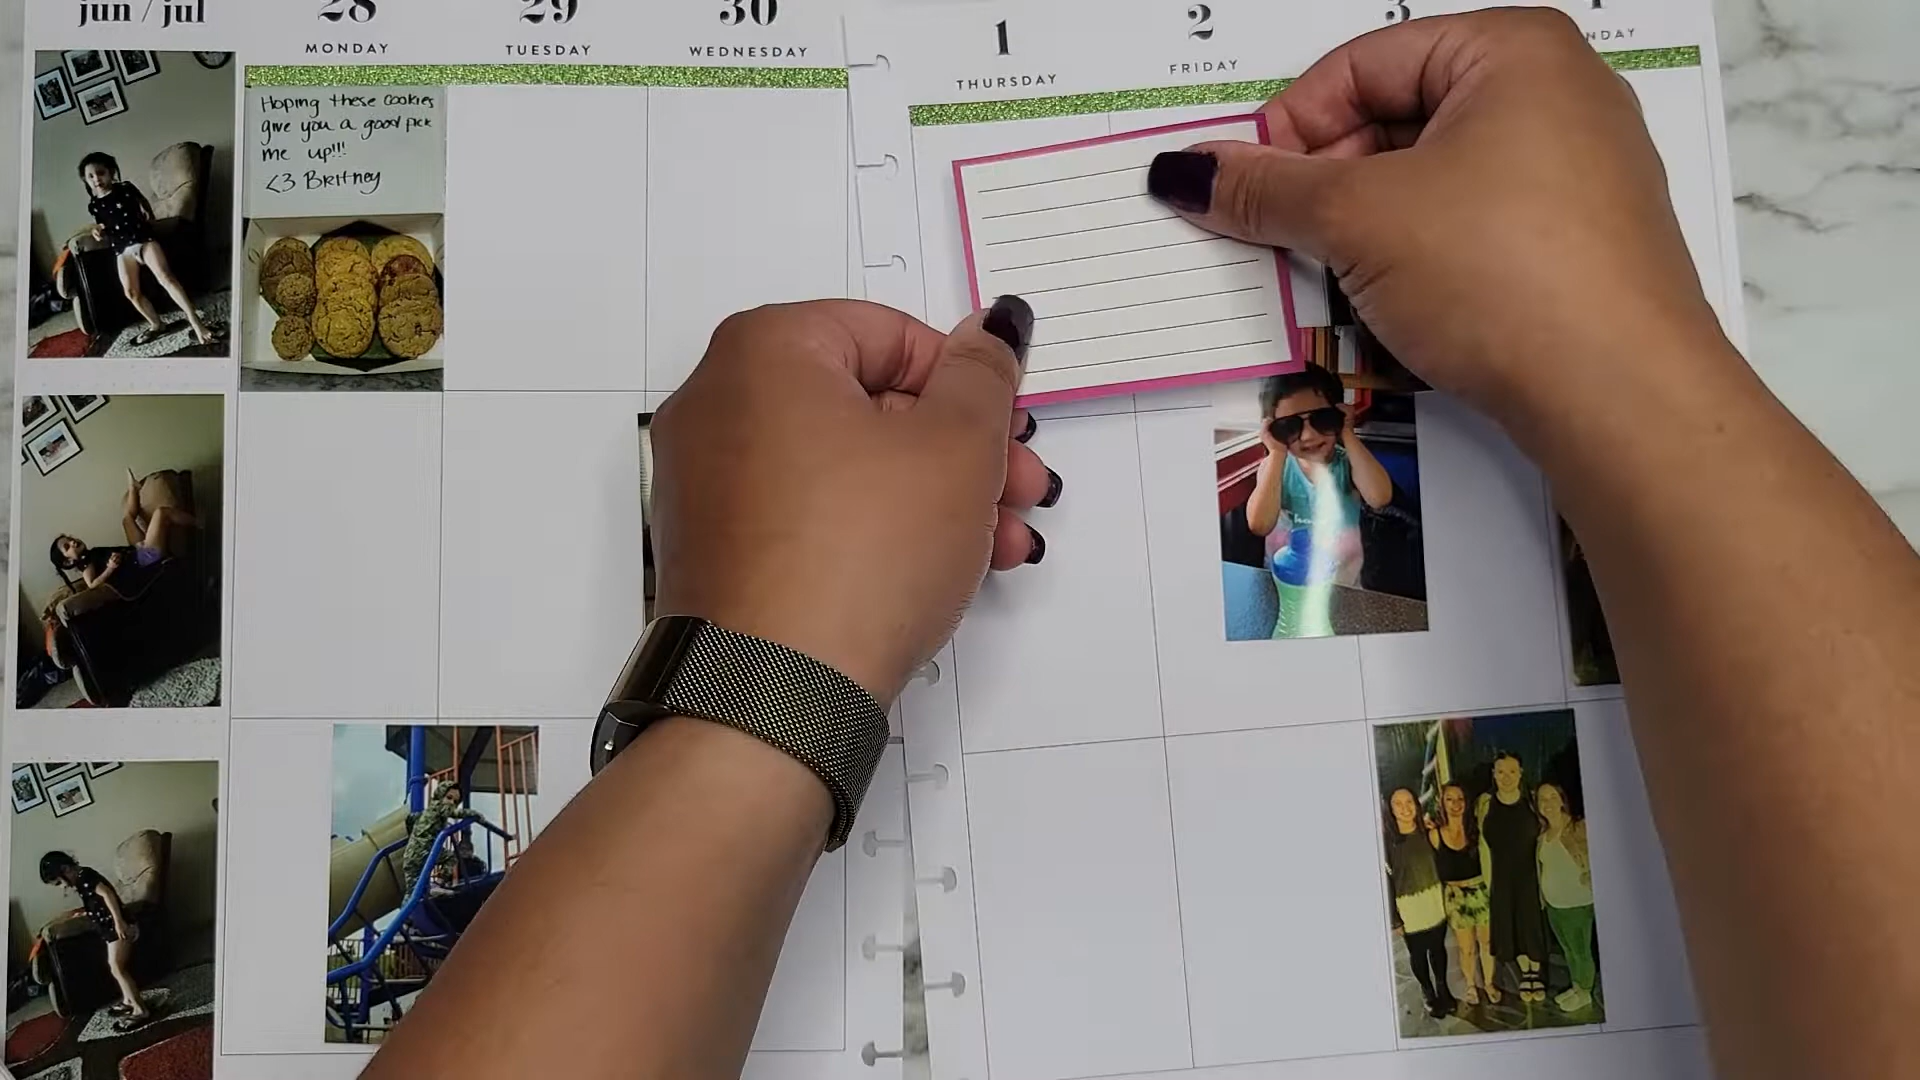 jun / jul
28
29
30
MONDAY
TUESDAY
WEDNESDAY
1
2
3
THURSDAY
FRIDAY
Hoping these cookies
give you a good pick
me up!!!
<3 Britney